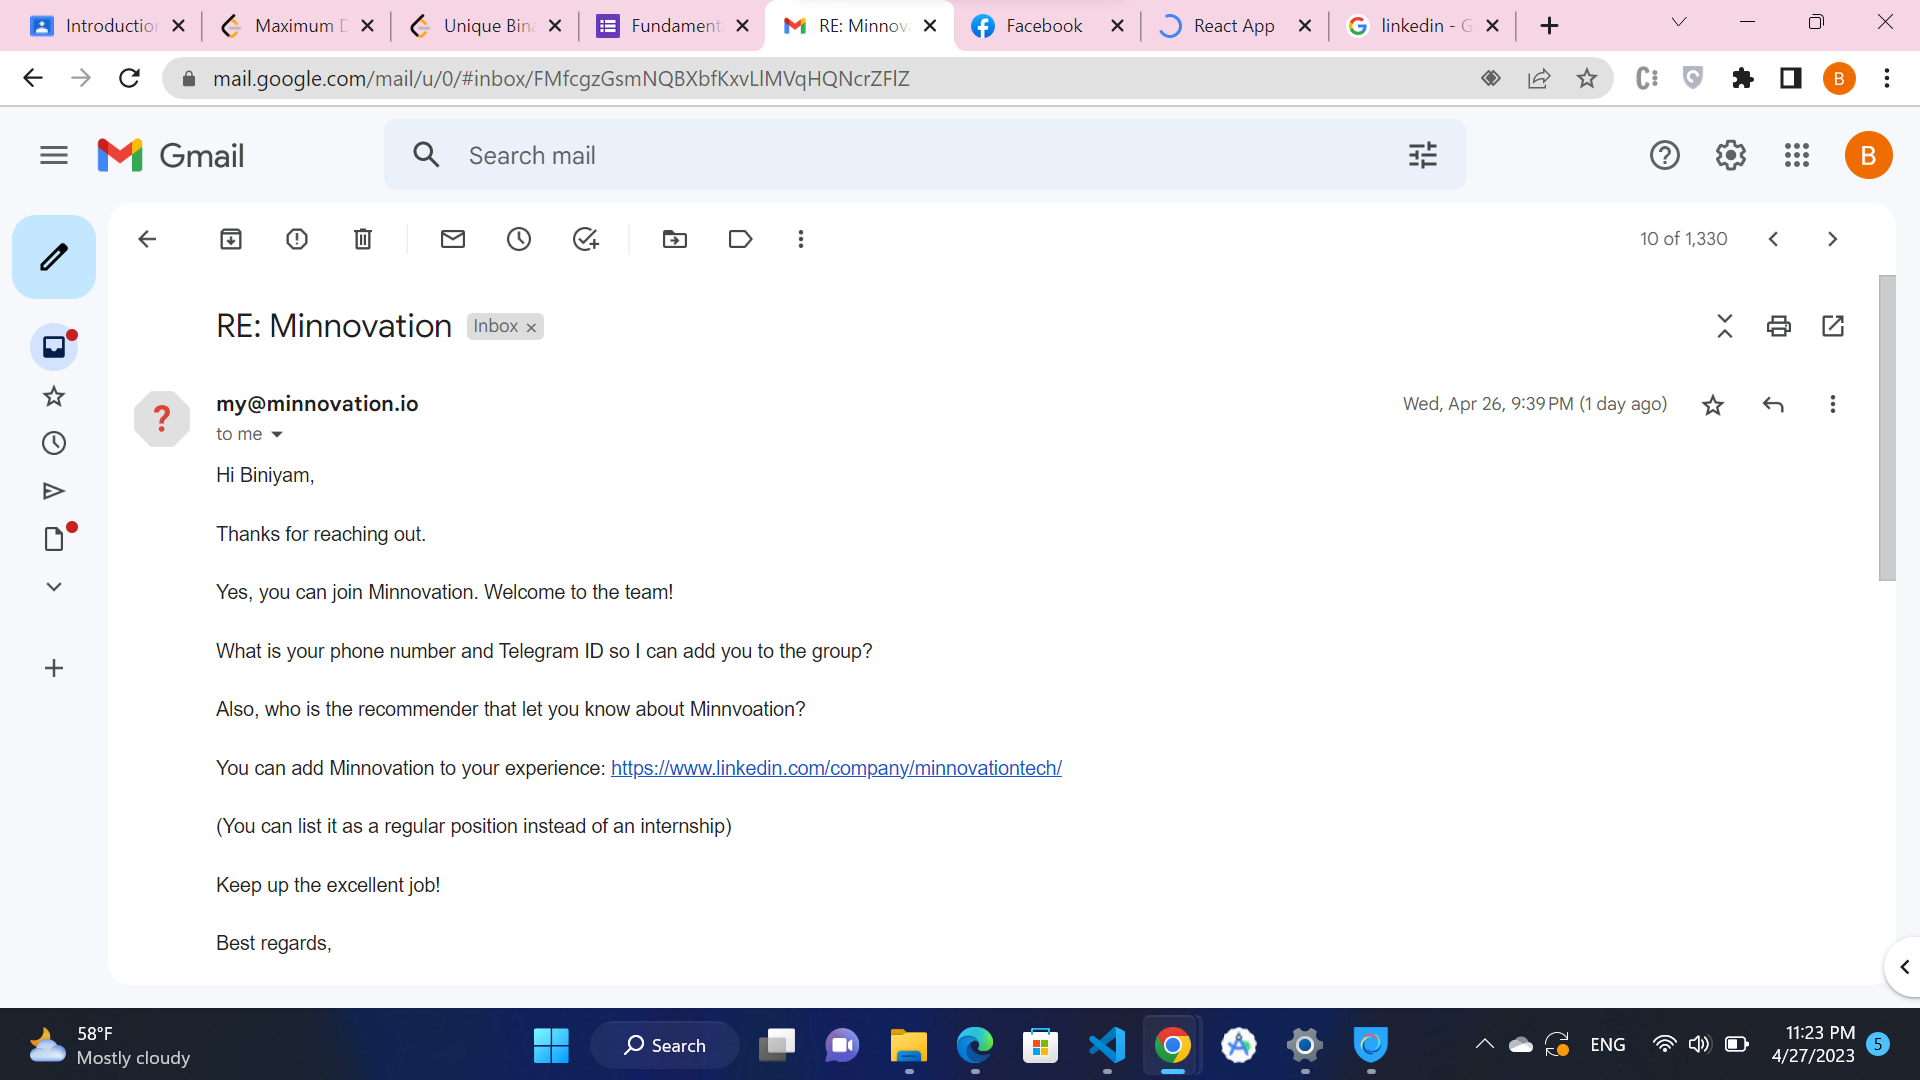 Introduction
Maximum D
Unique Bina
Fundament
RE: Minnova
Facebook
React App
linkedin - G
mail.google.com/mail/u/0/#inbox/FMfcgzGsmNQBXbfKxvLlMVqHQNcrZFlZ
B
Gmail
Search mail
B
10 of 1,330
RE: Minnovation
Inbox
my@minnovation.io
Wed, Apr 26, 9:39 PM (1 day ago)
to me
Hi Biniyam,
Thanks for reaching out.
Yes, you can join Minnovation. Welcome to the team!
What is your phone number and Telegram ID so I can add you to the group?
Also, who is the recommender that let you know about Minnvoation?
You can add Minnovation to your experience: https://www.linkedin.com/company/minnovationtech/
(You can list it as a regular position instead of an internship)
Keep up the excellent job!
Best regards,
58°F
Mostly cloudy
Search
ENG
11:23 PM
4/27/2023
5